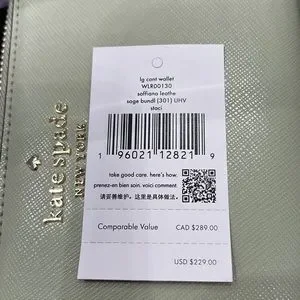 lg cont wallet
WLR00130
saffiano leathe
sage bundl (301) UHV
staci
1 96021 12821 9
take good care. here's how.
prenez-en bien soin. voici comment.
请妥善维护。这里是具体做法
Comparable Value CAD $289.00
USD $229.00
kate spade
NEW YORK